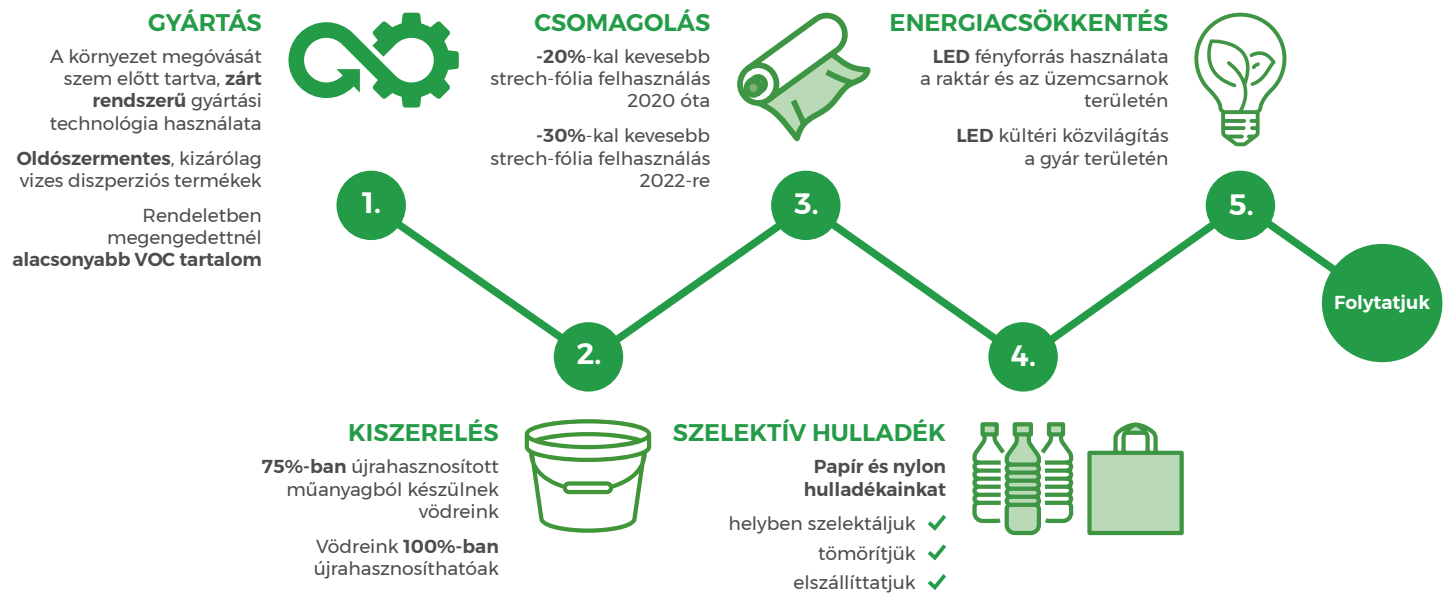 GYÁRTÁS
A környezet megóvását
szem előtt tartva, zárt
rendszerű gyártási
technológia használata
Oldószermentes, kizárólag
vizes diszperziós termékek
Rendeletben
megengedettnél
alacsonyabb VOC tartalom
1.
KISZERELÉS
75%-ban újrahasznosított
műanyagból készülnek
vödreink
Vödreink 100%-ban
újrahasznosíthatóak
2.
CSOMAGOLÁS
-20%-kal kevesebb
strech-fólia felhasználás
2020 óta
-30%-kal kevesebb
strech-fólia felhasználás
2022-re
3.
SZELEKTÍV HULLADÉK
Papír és nylon
hulladékainkat
helyben szelektáljuk
tömörítjük
elszállíttatjuk
4.
ENERGIACSÖKKENTÉS
LED fényforrás használata
a raktár és az üzemcsarnok
területén
LED kültéri közvilágítás
a gyár területén
5.
Folytatjuk